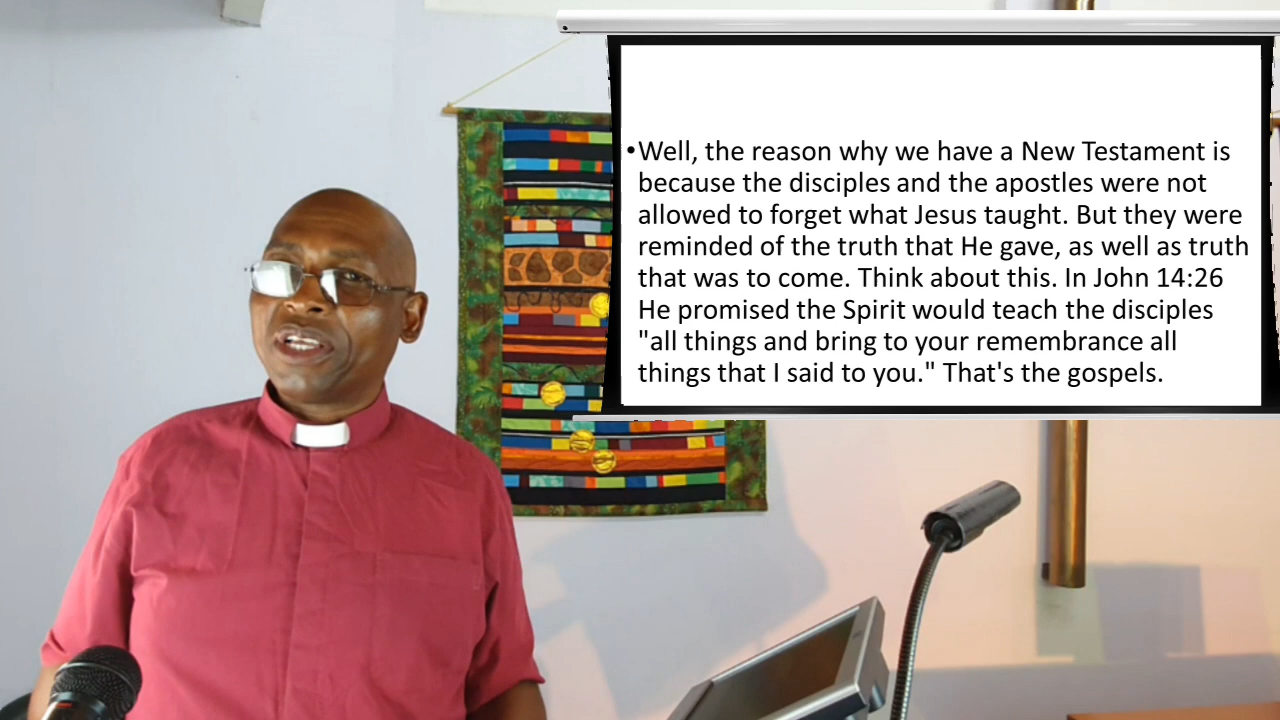 •Well, the reason why we have a New Testament is
because the disciples and the apostles were not
allowed to forget what Jesus taught. But they were
reminded of the truth that He gave, as well as truth
that was to come. Think about this. In John 14:26
He promised the Spirit would teach the disciples
"all things and bring to your remembrance all
things that I said to you." That's the gospels.